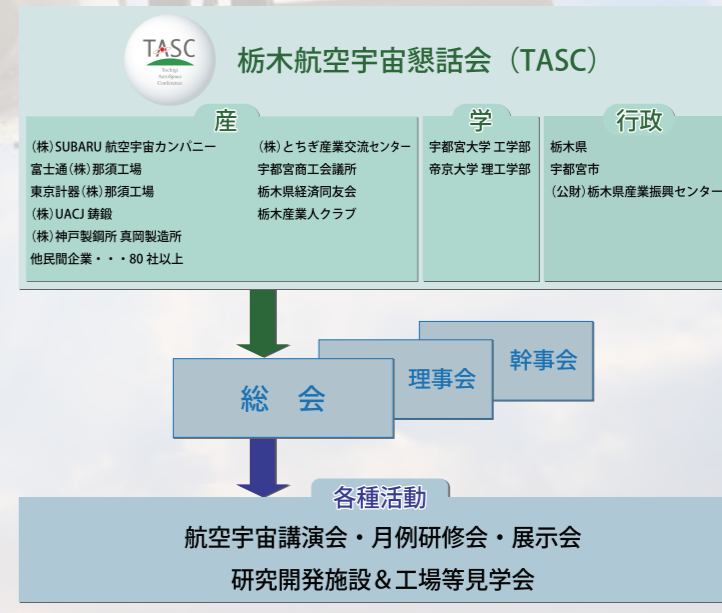 TASC
Tochigi
AeroSpace
Conference
栃木航空宇宙懇話会（TASC）
産
(株)SUBARU 航空宇宙カンパニー
富士通(株)那須工場
東京計器(株)那須工場
(株)UACJ 鋳鍛
(株)神戸製鋼所 真岡製造所
他民間企業・・・80 社以上
(株)とちぎ産業交流センター
宇都宮商工会議所
栃木県経済同友会
栃木産業人クラブ
学
宇都宮大学 工学部
帝京大学 理工学部
行政
栃木県
宇都宮市
(公財)栃木県産業振興センター
総　会
理事会
幹事会
各種活動
航空宇宙講演会・月例研修会・展示会
研究開発施設＆工場等見学会